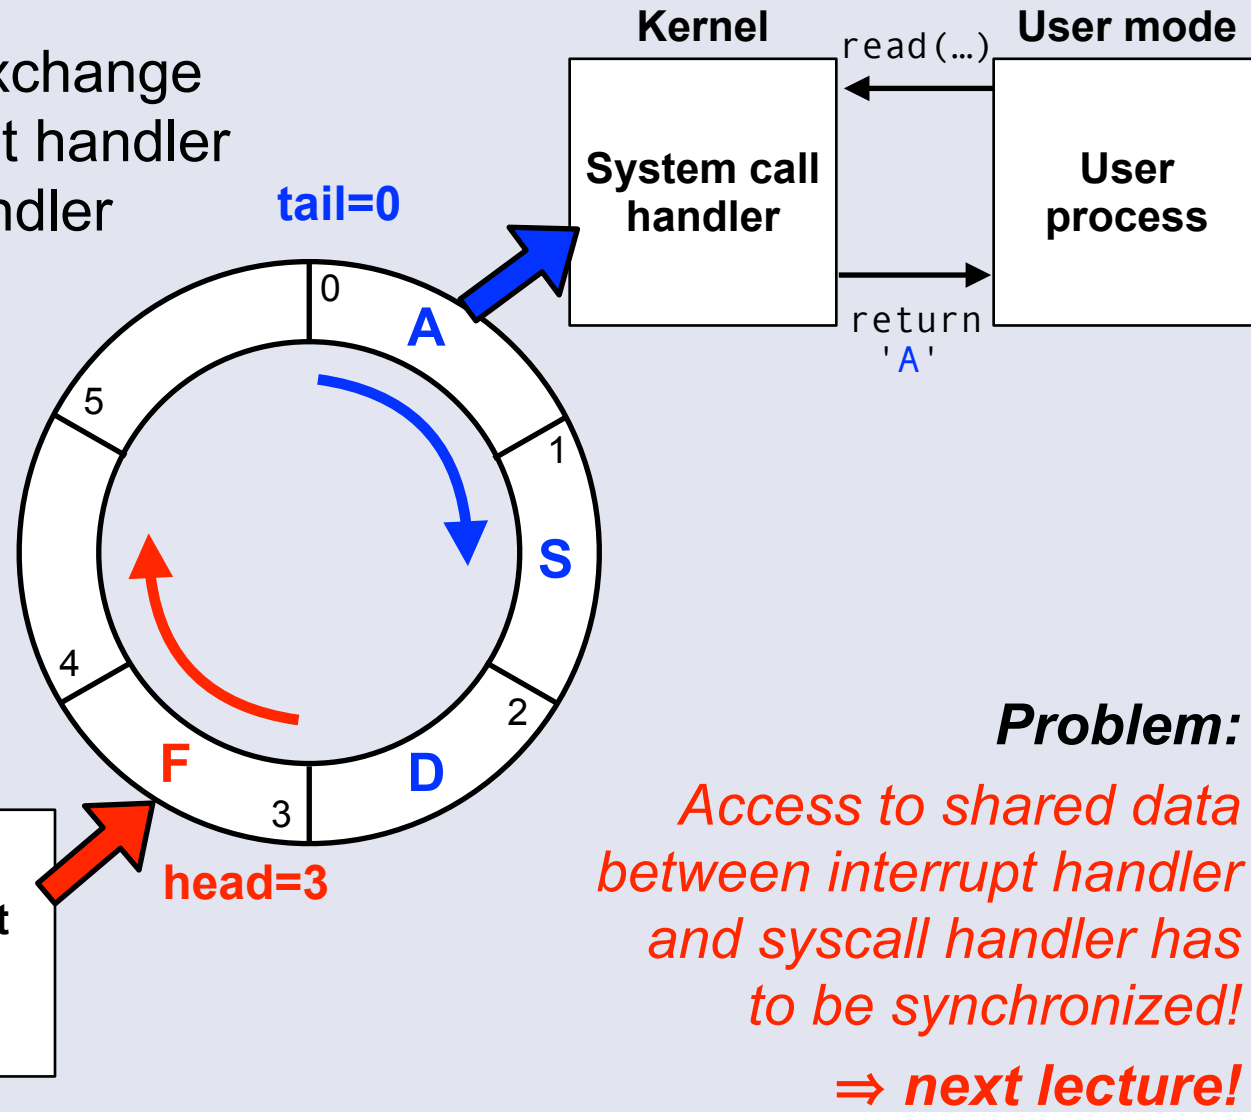 xchange
t handler
ndler
Kernel
User mode
read(…)
System call
handler
User
process
return
'A'
tail=0
0
A
1
S
2
D
3
F
4
5
head=3
t
Problem:
Access to shared data
between interrupt handler
and syscall handler has
to be synchronized!
⇒ next lecture!